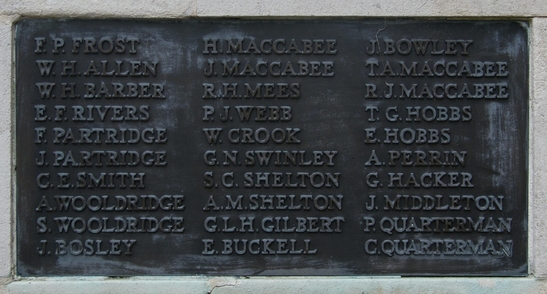 F. P. FROST
W. H. ALLEN
W. H. BARBER
E. F. RIVERS
F. PARTRIDGE
J. PARTRIDGE
C. E. SMITH
A. WOOLDRIDGE
S. WOOLDRIDGE
J. BOSLEY
H. MACCABEE
J. MACCABEE
R. H. MEES
P. J. WEBB
W. CROOK
G. N. SWINLEY
S. C. SHELTON
A. M. SHELTON
G. L. H. GILBERT
E. BUCKELL
J. BOWLEY
T. A. MACCABEE
R. J. MACCABEE
T. G. HOBBS
E. HOBBS
A. PERRIN
G. HACKER
J. MIDDLETON
P. QUARTERMAN
C. QUARTERMAN